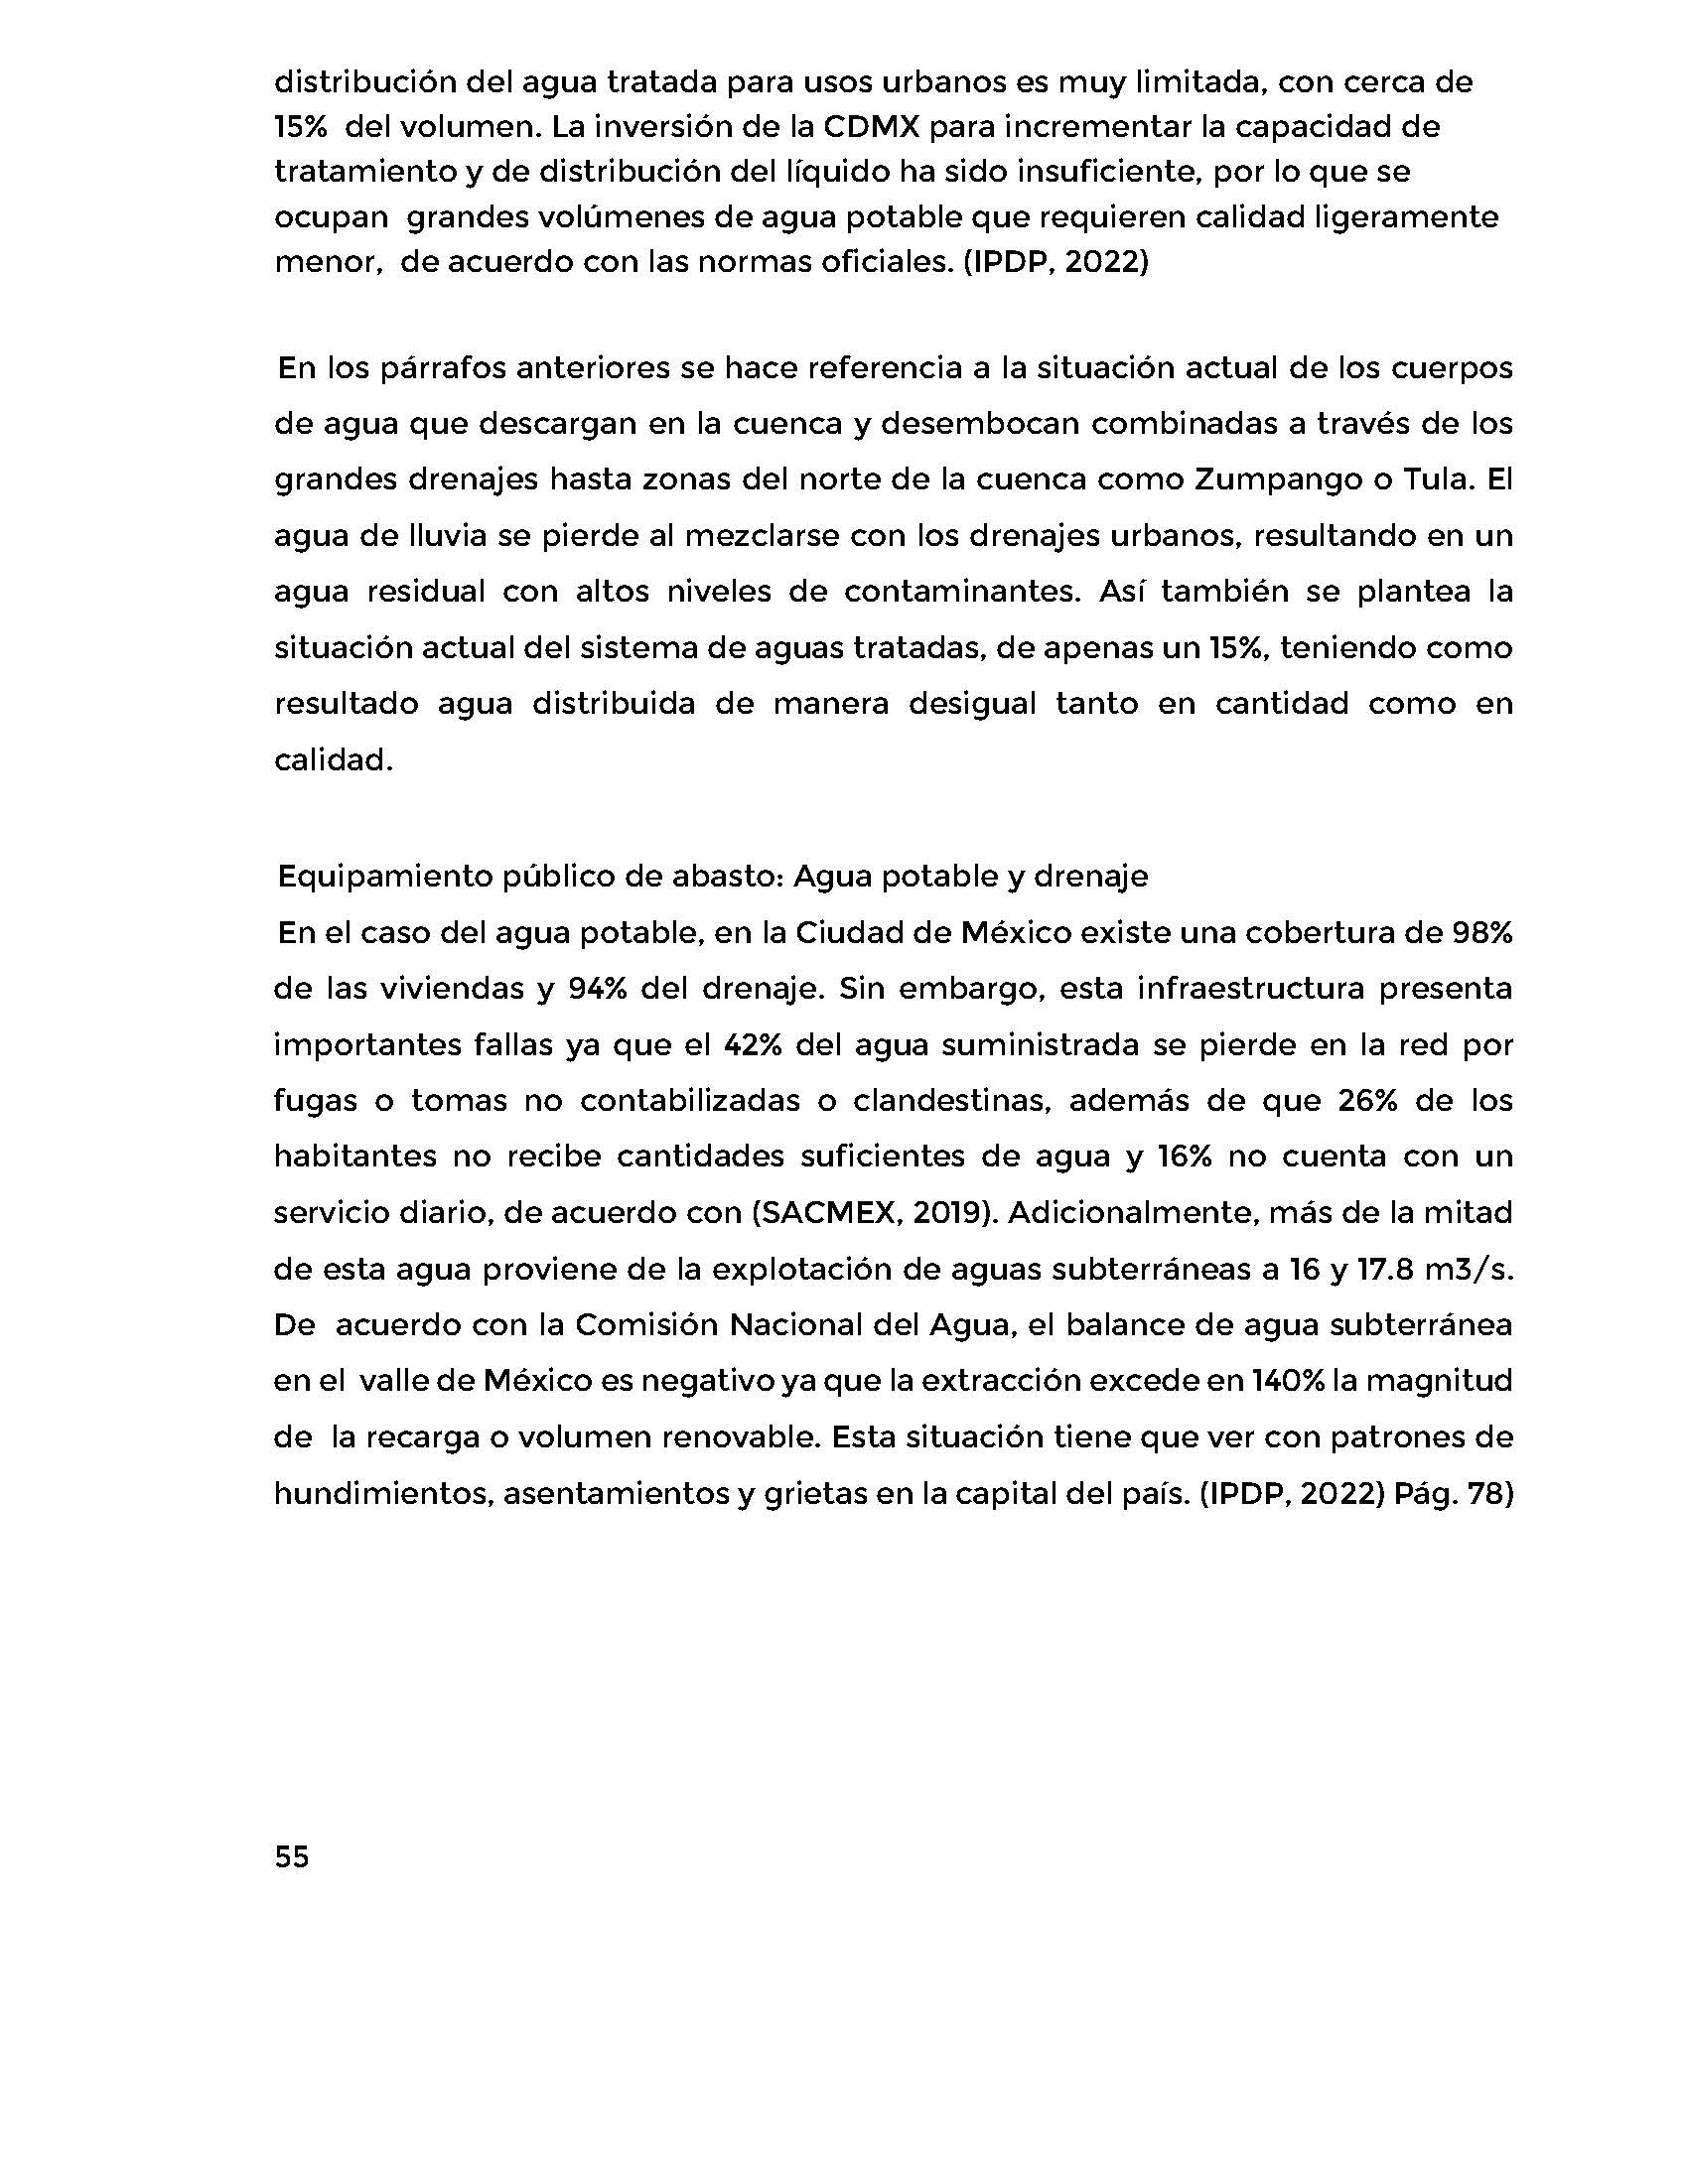 distribución del agua tratada para usos urbanos es muy limitada, con cerca de
15% del volumen. La inversión de la CDMX para incrementar la capacidad de
tratamiento y de distribución del líquido ha sido insuficiente, por lo que se
ocupan grandes volúmenes de agua potable que requieren calidad ligeramente
menor, de acuerdo con las normas oficiales. (IPDP, 2022)
En los párrafos anteriores se hace referencia a la situación actual de los cuerpos
de agua que descargan en la cuenca y desembocan combinadas a través de los
grandes drenajes hasta zonas del norte de la cuenca como Zumpango o Tula. El
agua de lluvia se pierde al mezclarse con los drenajes urbanos, resultando en un
agua residual con altos niveles de contaminantes. Así también se plantea la
situación actual del sistema de aguas tratadas, de apenas un 15%, teniendo como
resultado agua distribuida de manera desigual tanto en cantidad como en
calidad.
Equipamiento público de abasto: Agua potable y drenaje
En el caso del agua potable, en la Ciudad de México existe una cobertura de 98%
de las viviendas y 94% del drenaje. Sin embargo, esta infraestructura presenta
importantes fallas ya que el 42% del agua suministrada se pierde en la red por
fugas o tomas no contabilizadas o clandestinas, además de que 26% de los
habitantes no recibe cantidades suficientes de agua y 16% no cuenta con un
servicio diario, de acuerdo con (SACMEX, 2019). Adicionalmente, más de la mitad
de esta agua proviene de la explotación de aguas subterráneas a 16 y 17.8 m3/s.
De acuerdo con la Comisión Nacional del Agua, el balance de agua subterránea
en el valle de México es negativo ya que la extracción excede en 140% la magnitud
de la recarga o volumen renovable. Esta situación tiene que ver con patrones de
hundimientos, asentamientos y grietas en la capital del país. (IPDP, 2022) Pág. 78)
55